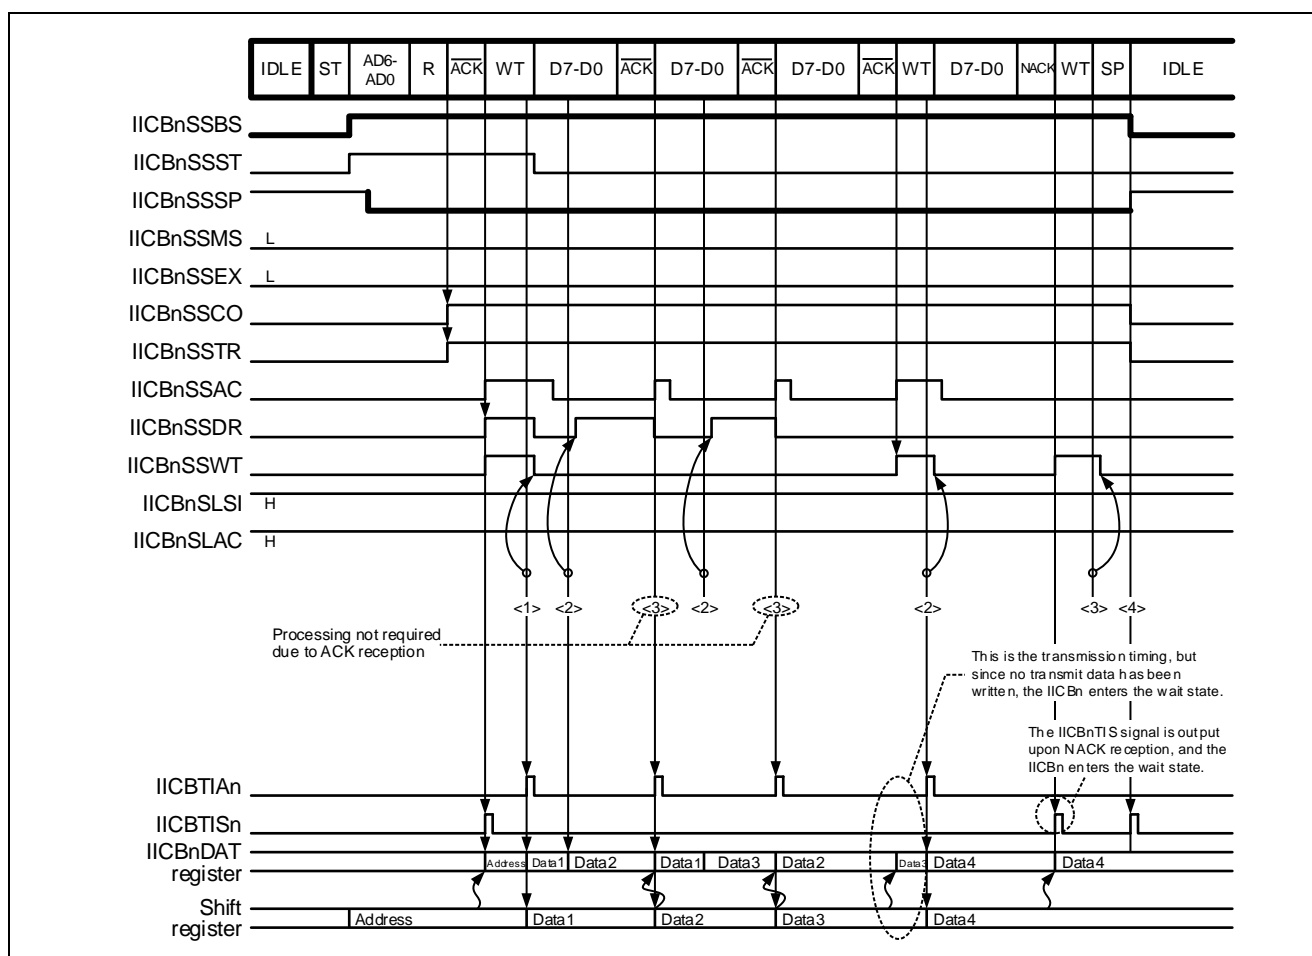 IDLE ST AD6-AD0 R ACK WT D7-D0 ACK D7-D0 ACK D7-D0 ACK WT D7-D0 NACK WT SP IDLE
IICBnSSBS
IICBnSSST
IICBnSSSP
IICBnSSMS L
IICBnSSEX L
IICBnSSCO
IICBnSSTR
IICBnSSAC
IICBnSSDR
IICBnSSWT
IICBnSLSI H
IICBnSLAC H
<1> <2> <3> <2> <3> <2> <3> <4>
Processing not required
due to ACK reception
This is the transmission timing, but
since no transmit data has been
written, the IICBn enters the wait state.
The IICBnTIS signal is output
upon NACK reception, and the
IICBn enters the wait state.
IICBTIAn
IICBTISn
IICBnDAT
register
Address Data1 Data2 Data1 Data3 Data2 Data3 Data4 Data4
Shift
register
Address Data1 Data2 Data3 Data4